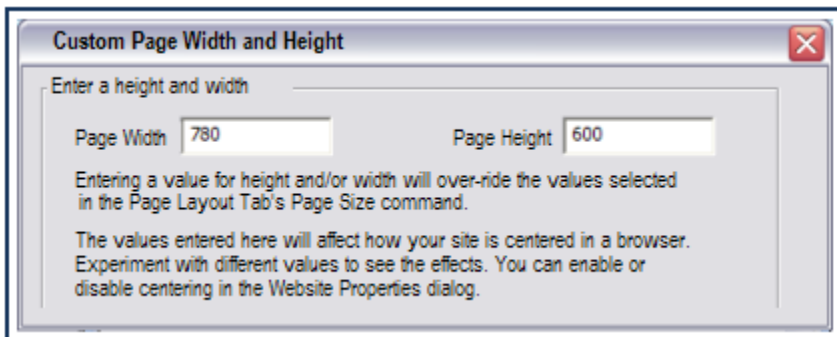 Custom Page Width and Height
Enter a height and width
Page Width 780 Page Height 600
Entering a value for height and/or width will over-ride the values selected
in the Page Layout Tab's Page Size command.
The values entered here will affect how your site is centered in a browser.
Experiment with different values to see the effects. You can enable or
disable centering in the Website Properties dialog.